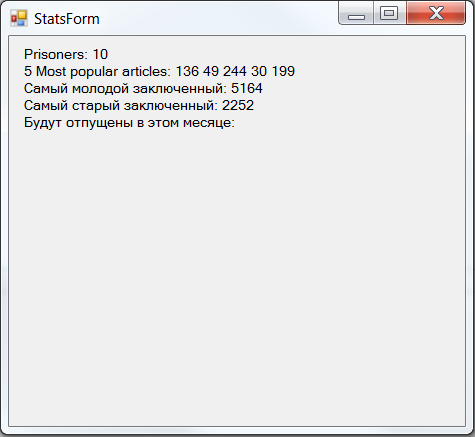 StatsForm
Prisoners: 10
5 Most popular articles: 136 49 244 30 199
Самый молодой заключенный: 5164
Самый старый заключенный: 2252
Будут отпущены в этом месяце: